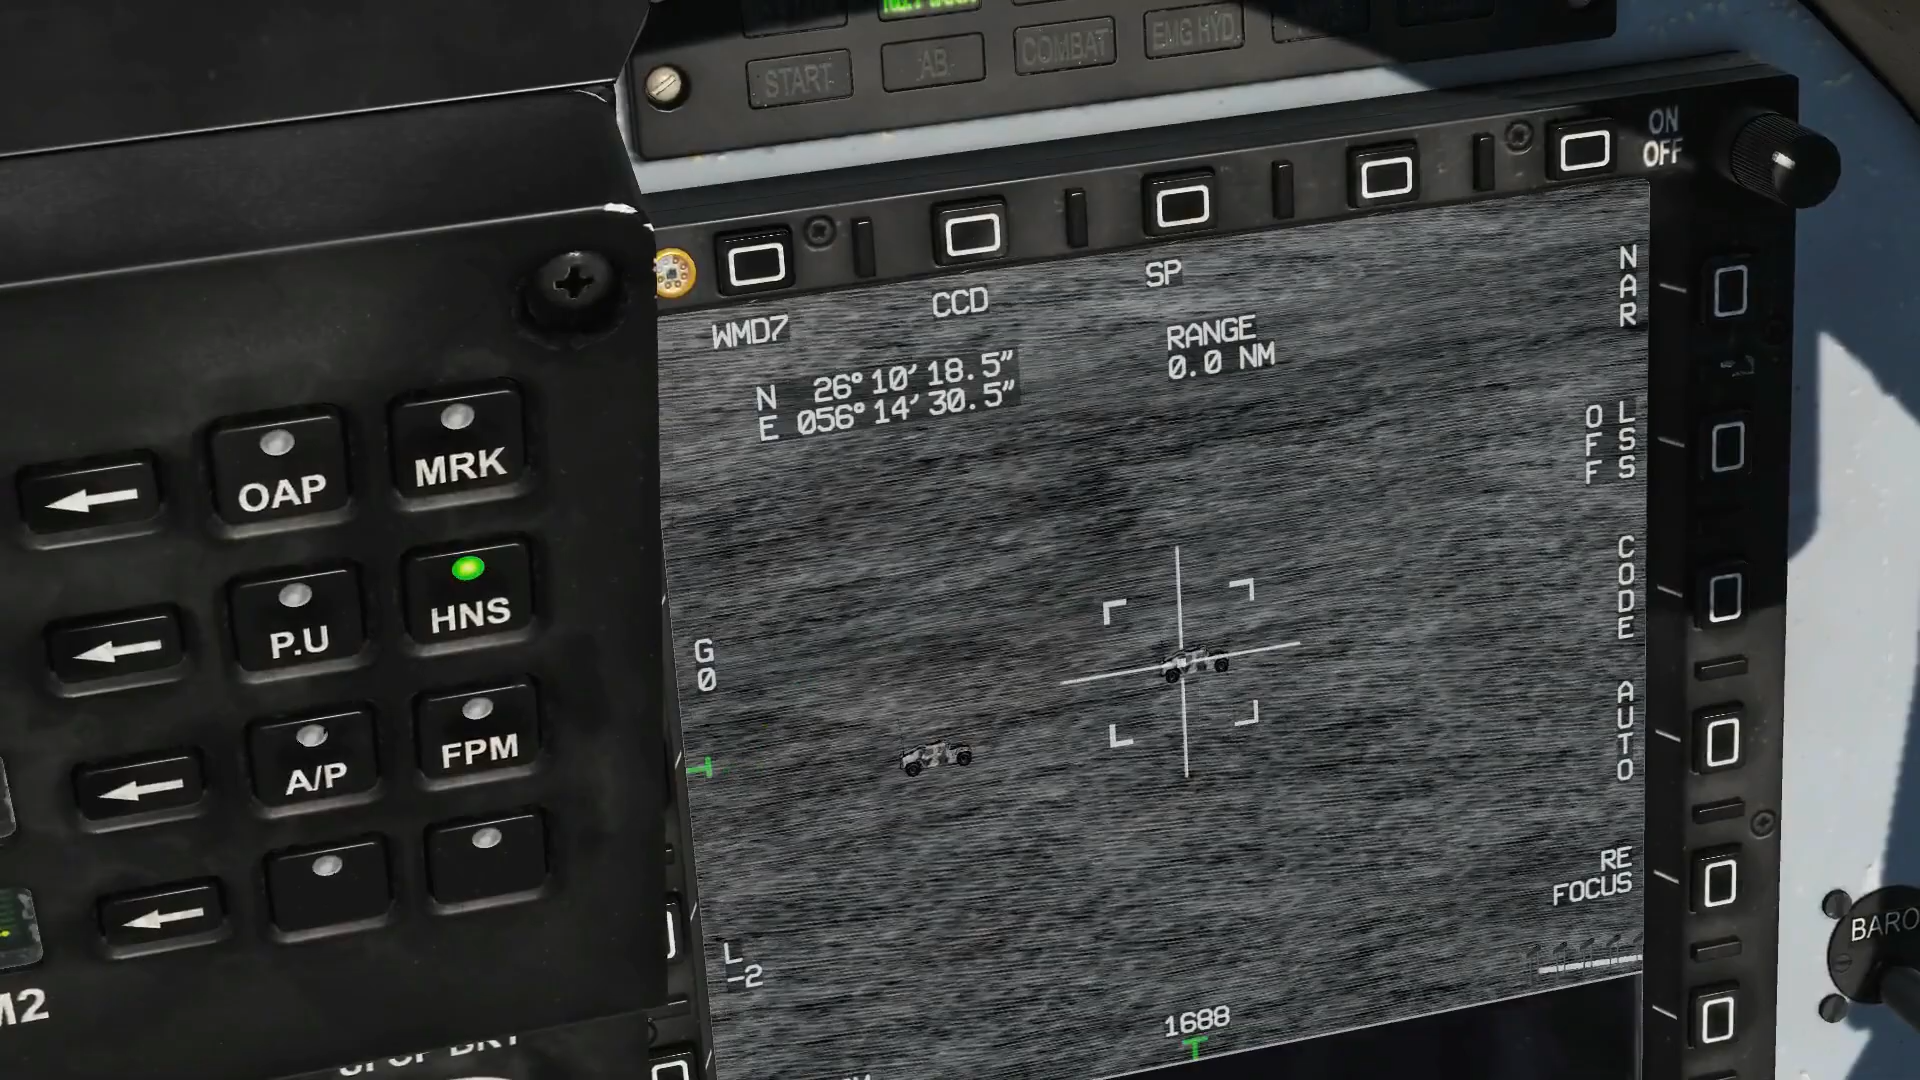 START
AB
COMBAT
EMG HYD
ON
OFF
SP
CCD
WMD7
N 26°10′18.5″
E 056°14′30.5″
RANGE
0.0 NM
NAR
LSS
OFF
CODE
AUTO
RE
FOCUS
G
0
L
-2
1688
OAP
MRK
P.U
HNS
A/P
FPM
BARO